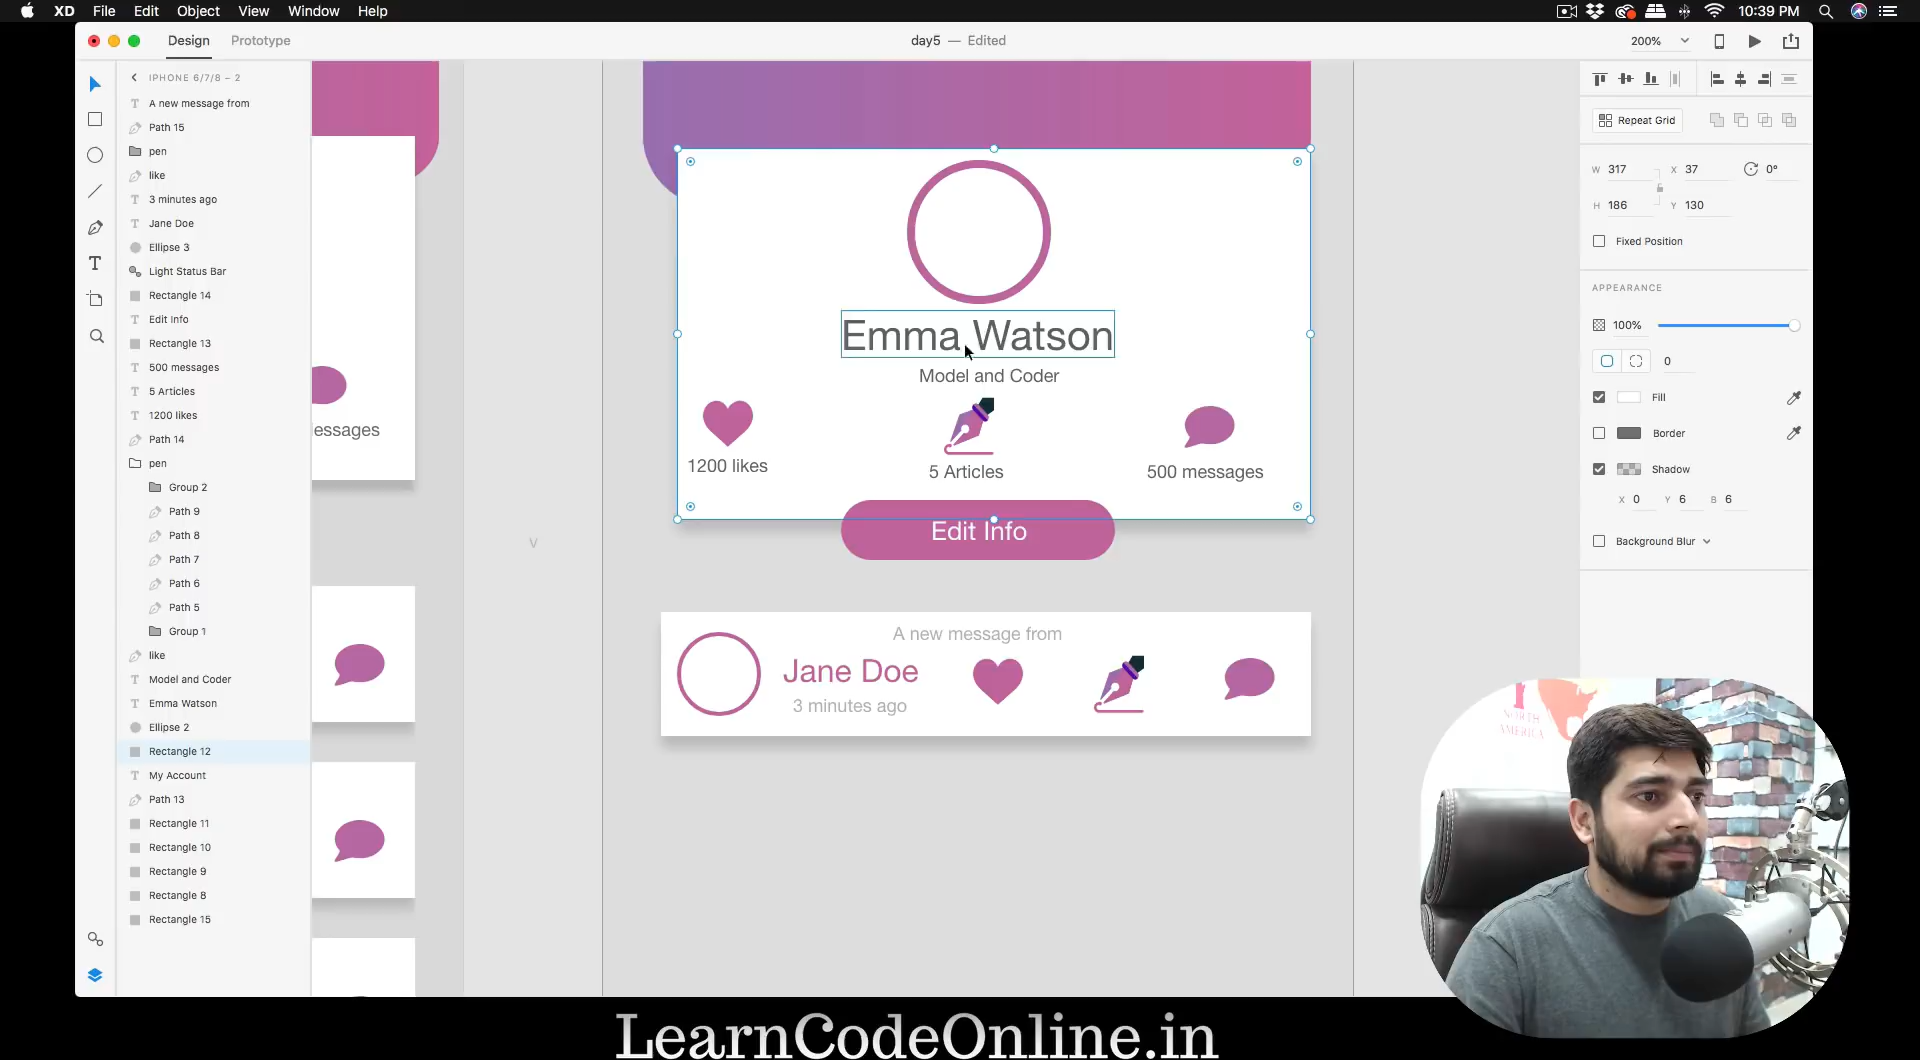 XD File Edit Object View Window Help
10:39 PM
Design Prototype
day5 — Edited
200%
IPHONE 6/7/8 – 2
A new message from
Path 15
pen
like
3 minutes ago
Jane Doe
Ellipse 3
Light Status Bar
Rectangle 14
Edit Info
Rectangle 13
500 messages
5 Articles
1200 likes
Path 14
pen
Group 2
Path 9
Path 8
Path 7
Path 6
Path 5
Group 1
like
Model and Coder
Emma Watson
Ellipse 2
Rectangle 12
My Account
Path 13
Rectangle 11
Rectangle 10
Rectangle 9
Rectangle 8
Rectangle 15
essages
v
Emma Watson
Model and Coder
1200 likes
5 Articles
500 messages
Edit Info
A new message from
Jane Doe
3 minutes ago
Repeat Grid
W 317 X 37 0°
H 186 Y 130
Fixed Position
APPEARANCE
100%
0
Fill
Border
Shadow
X 0 Y 6 B 6
Background Blur
NORTH
AMERICA
LearnCodeOnline.in